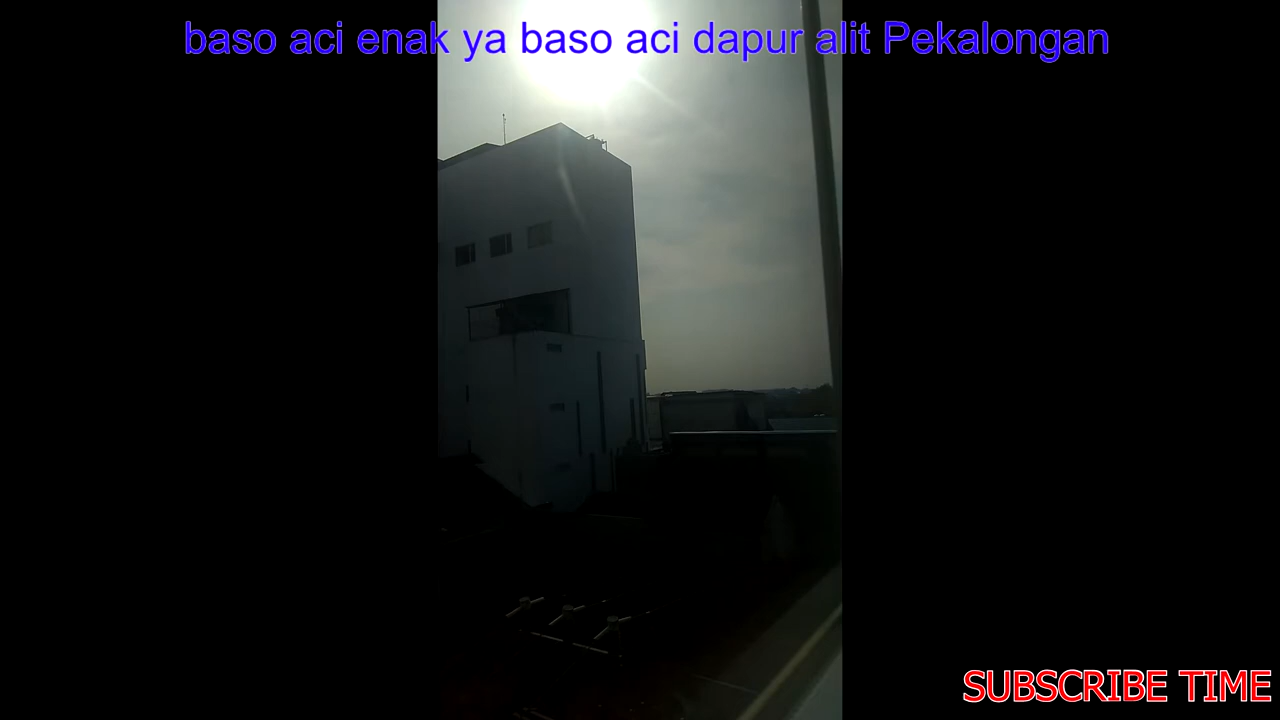 baso aci enak ya baso aci dapur alit Pekalongan
SUBSCRIBE TIME